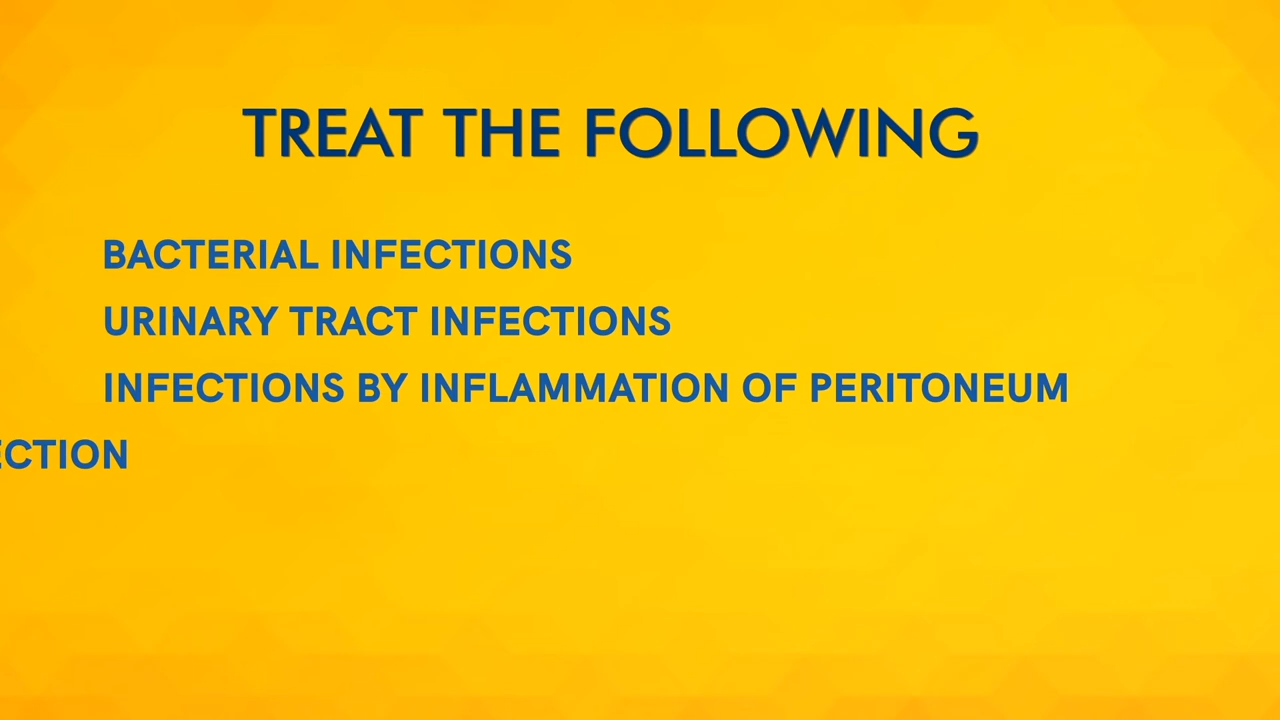 TREAT THE FOLLOWING
BACTERIAL INFECTIONS
URINARY TRACT INFECTIONS
INFECTIONS BY INFLAMMATION OF PERITONEUM
ECTION